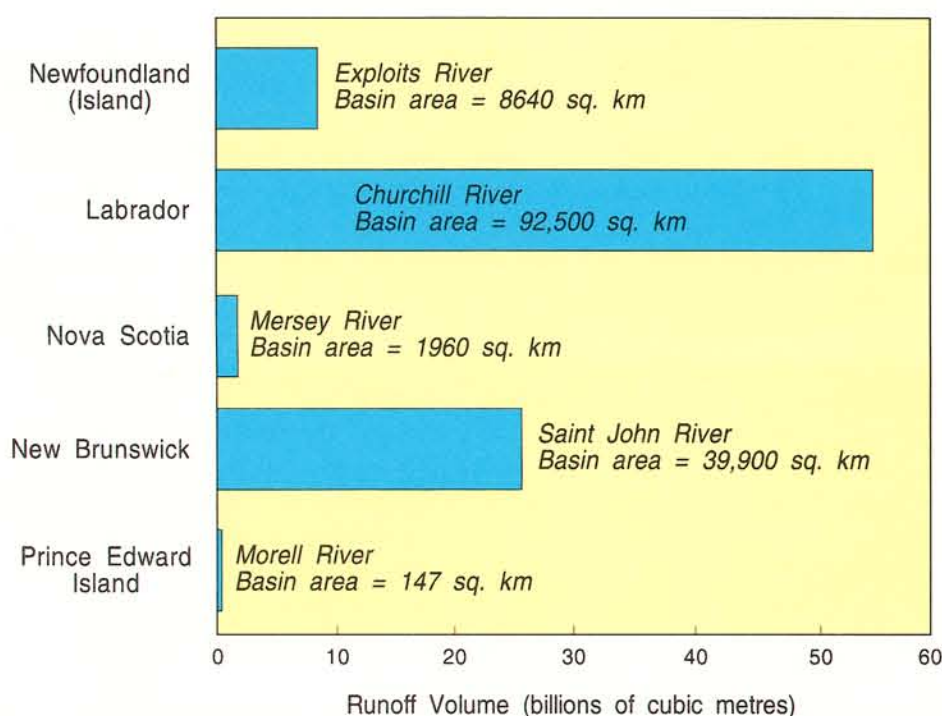 Newfoundland
(Island)
Exploits River
Basin area = 8640 sq. km
Labrador
Churchill River
Basin area = 92,500 sq. km
Nova Scotia
Mersey River
Basin area = 1960 sq. km
New Brunswick
Saint John River
Basin area = 39,900 sq. km
Prince Edward
Island
Morell River
Basin area = 147 sq. km
0 10 20 30 40 50 60
Runoff Volume (billions of cubic metres)